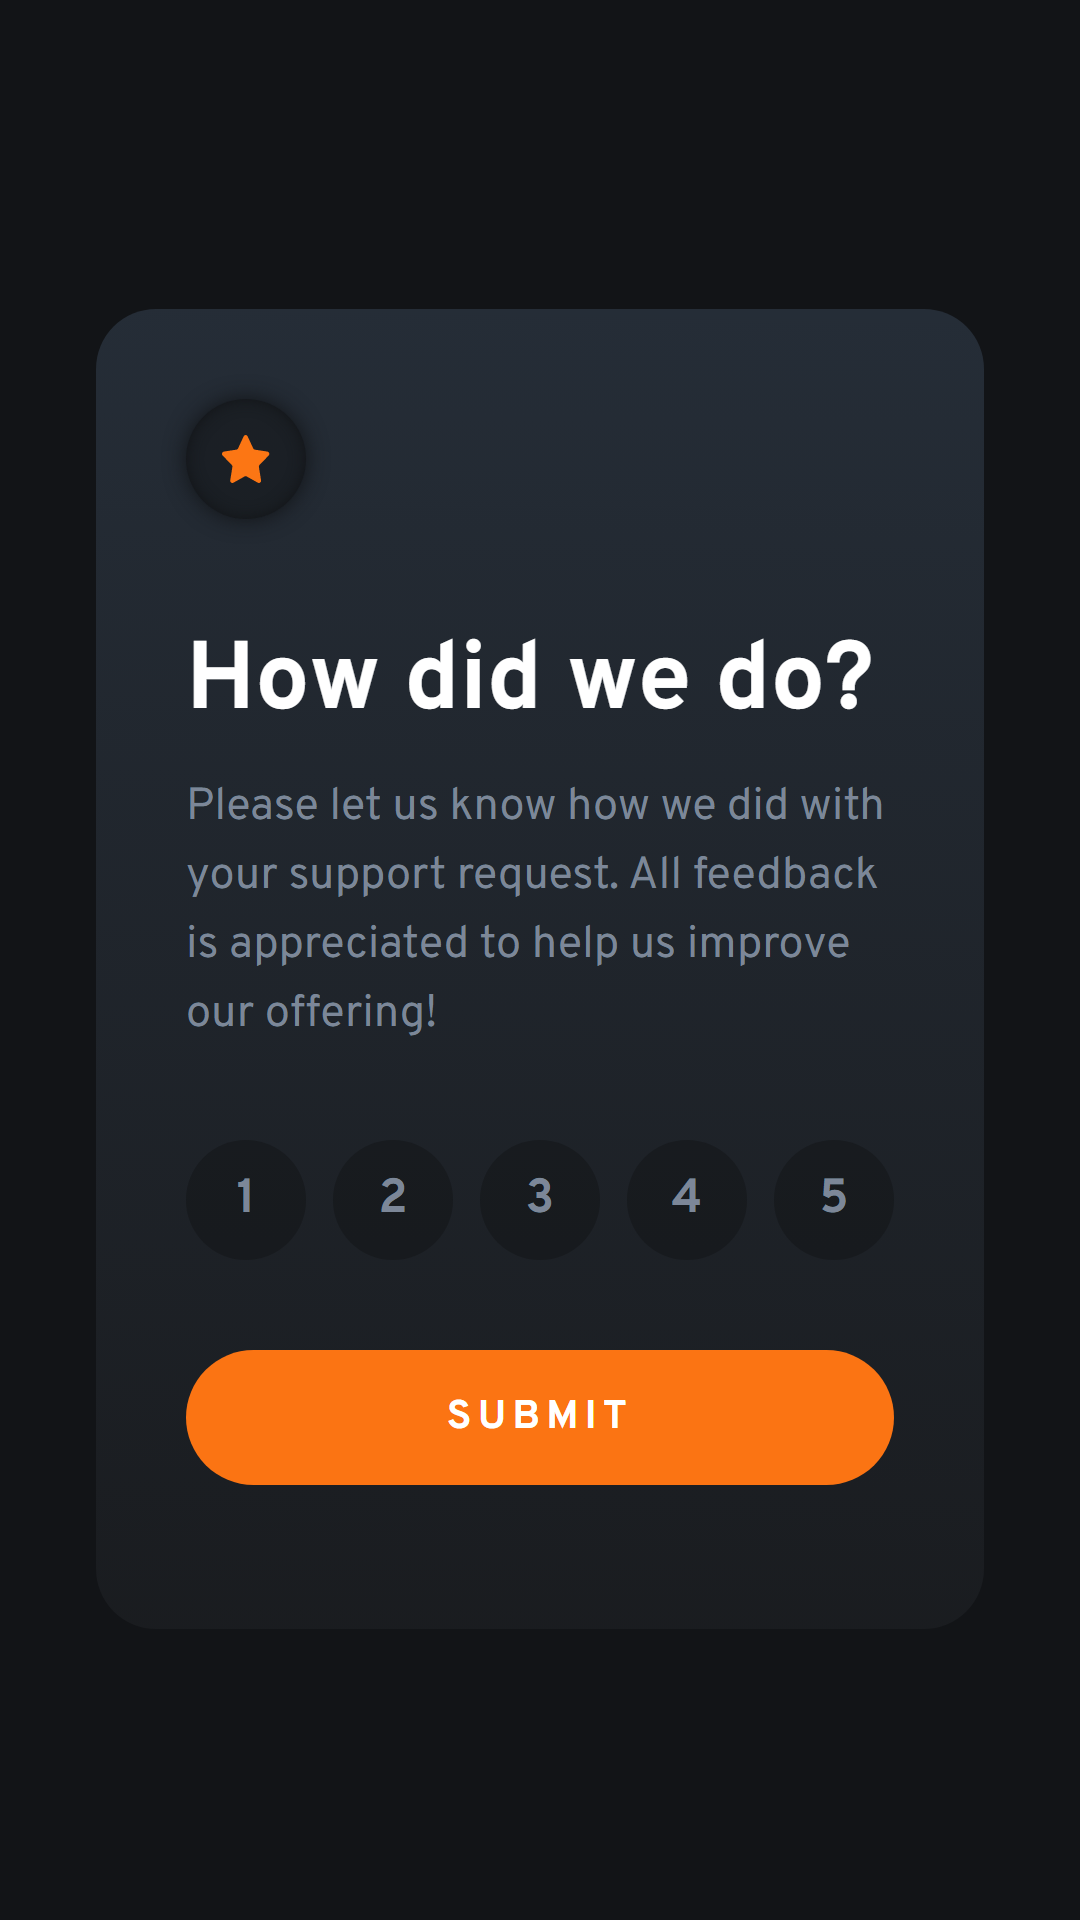 How did we do?
Please let us know how we did with
your support request. All feedback
is appreciated to help us improve
our offering!
1 2 3 4 5
SUBMIT